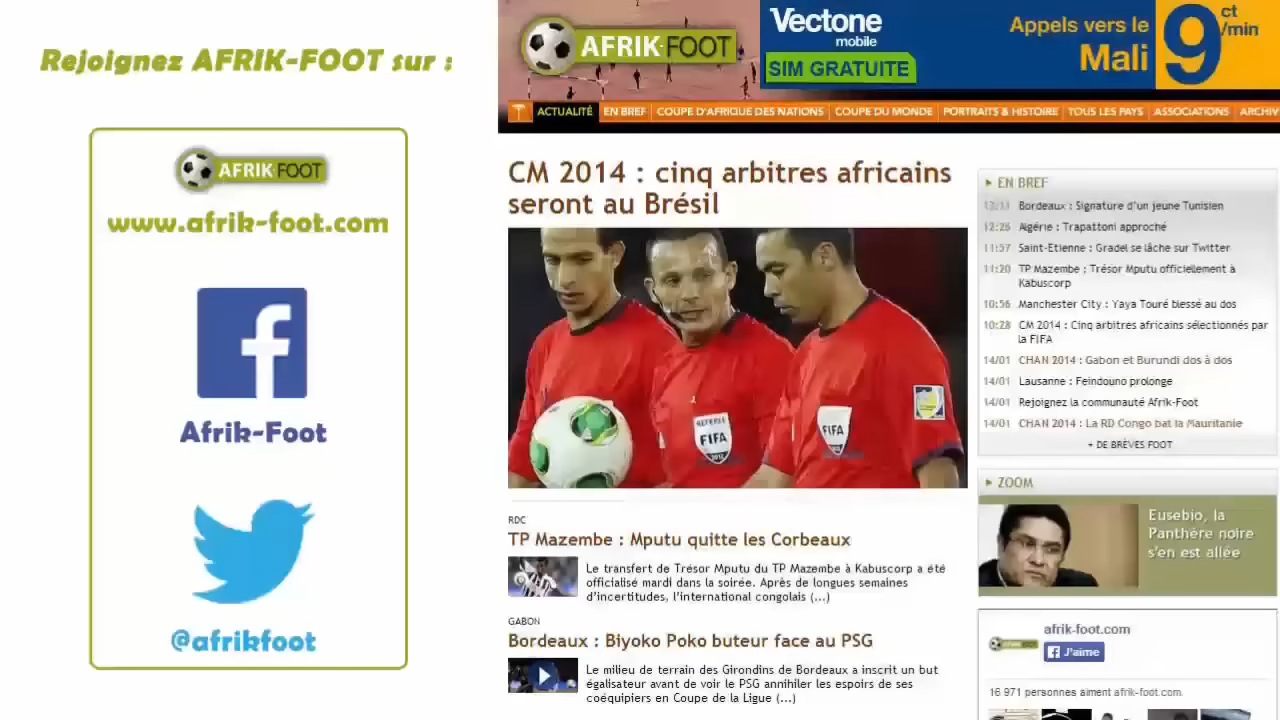 Rejoignez AFRIK-FOOT sur :
AFRIK FOOT
www.afrik-foot.com
f
Afrik-Foot
@afrikfoot
AFRIK-FOOT
Vectone
mobile
SIM GRATUITE
Appels vers le
Mali
9 ct
/min
ACTUALITÉ EN BREF COUPE D'AFRIQUE DES NATIONS COUPE DU MONDE PORTRAITS & HISTOIRE TOUS LES PAYS ASSOCIATIONS ARCHIV
CM 2014 : cinq arbitres africains
seront au Brésil
REFEREE
FIFA
FIFA
RDC
TP Mazembe : Mputu quitte les Corbeaux
Le transfert de Trésor Mputu du TP Mazembe à Kabuscorp a été
officialisé mardi dans la soirée. Après de longues semaines
d'incertitudes, l'international congolais (...)
GABON
Bordeaux : Biyoko Poko buteur face au PSG
Le milieu de terrain des Girondins de Bordeaux a inscrit un but
égalisateur avant de voir le PSG annihiler les espoirs de ses
coéquipiers en Coupe de la Ligue (...)
EN BREF
Bordeaux : Signature d'un jeune Tunisien
12:26 Algérie : Trapattoni approché
11:57 Saint-Etienne : Gradel se lâche sur Twitter
11:20 TP Mazembe : Trésor Mputu officiellement à
Kabuscorp
10:56 Manchester City : Yaya Touré blessé au dos
10:28 CM 2014 : Cinq arbitres africains sélectionnés par
la FIFA
14/01 CHAN 2014 : Gabon et Burundi dos à dos
14/01 Lausanne : Feindouno prolonge
14/01 Rejoignez la communauté Afrik-Foot
14/01 CHAN 2014 : La RD Congo bat la Mauritanie
+ DE BRÈVES FOOT
ZOOM
Eusebio, la
Panthère noire
s'en est allée
afrik-foot.com
J'aime
16 971 personnes aiment afrik-foot.com.